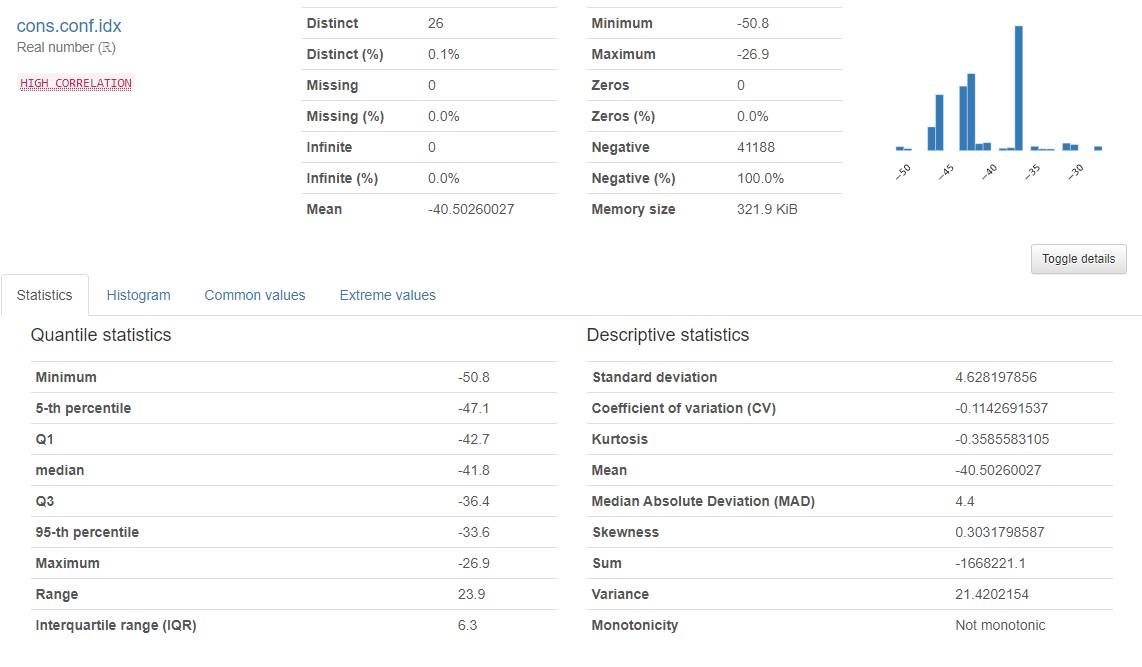 cons.conf.idx
Real number (ℝ)
HIGH CORRELATION
Distinct 26
Distinct (%) 0.1%
Missing 0
Missing (%) 0.0%
Infinite 0
Infinite (%) 0.0%
Mean -40.50260027
Minimum -50.8
Maximum -26.9
Zeros 0
Zeros (%) 0.0%
Negative 41188
Negative (%) 100.0%
Memory size 321.9 KiB
−50 −45 −40 −35 −30
Toggle details
Statistics Histogram Common values Extreme values
Quantile statistics
Minimum -50.8
5-th percentile -47.1
Q1 -42.7
median -41.8
Q3 -36.4
95-th percentile -33.6
Maximum -26.9
Range 23.9
Interquartile range (IQR) 6.3
Descriptive statistics
Standard deviation 4.628197856
Coefficient of variation (CV) -0.1142691537
Kurtosis -0.3585583105
Mean -40.50260027
Median Absolute Deviation (MAD) 4.4
Skewness 0.3031798587
Sum -1668221.1
Variance 21.4202154
Monotonicity Not monotonic